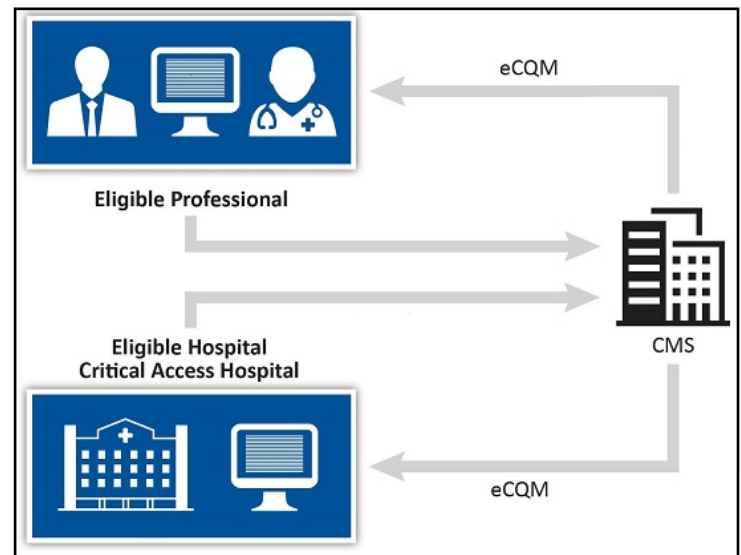 eCQM
Eligible Professional
Eligible Hospital
Critical Access Hospital
CMS
eCQM